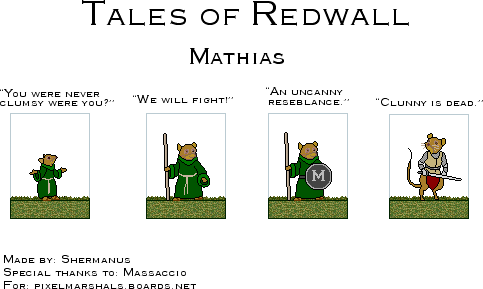 Tales of Redwall
Mathias
"You were never
clumsy were you?"
"We will fight!"
"An uncanny
reseblance."
"Clunny is dead."
M
Made by: Shermanus
Special thanks to: Massaccio
For: pixelmarshals.boards.net